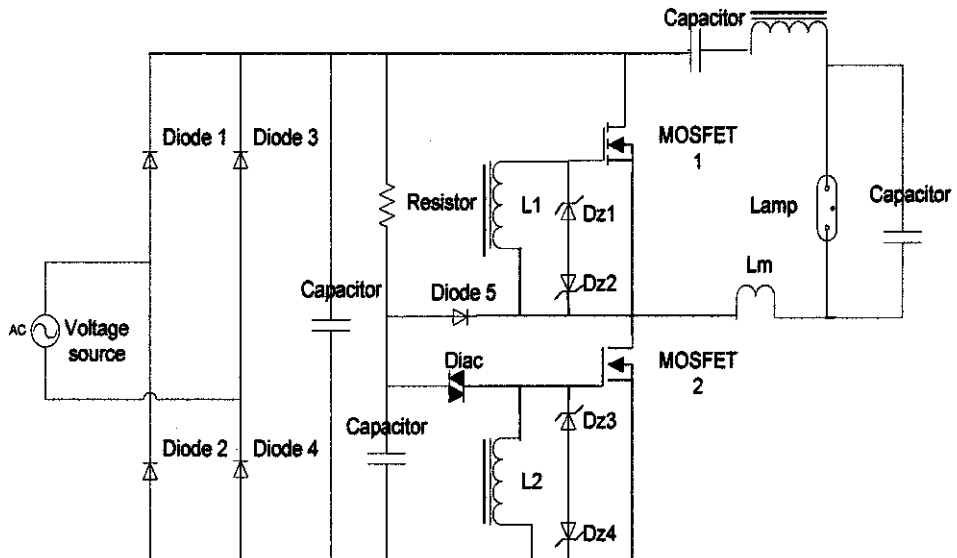 Capacitor
Diode 1
Diode 3
MOSFET
1
Resistor
L1
Dz1
Lamp
Capacitor
Dz2
Lm
Capacitor
Diode 5
AC
Voltage
source
Diac
MOSFET
2
Capacitor
Dz3
Diode 2
Diode 4
L2
Dz4